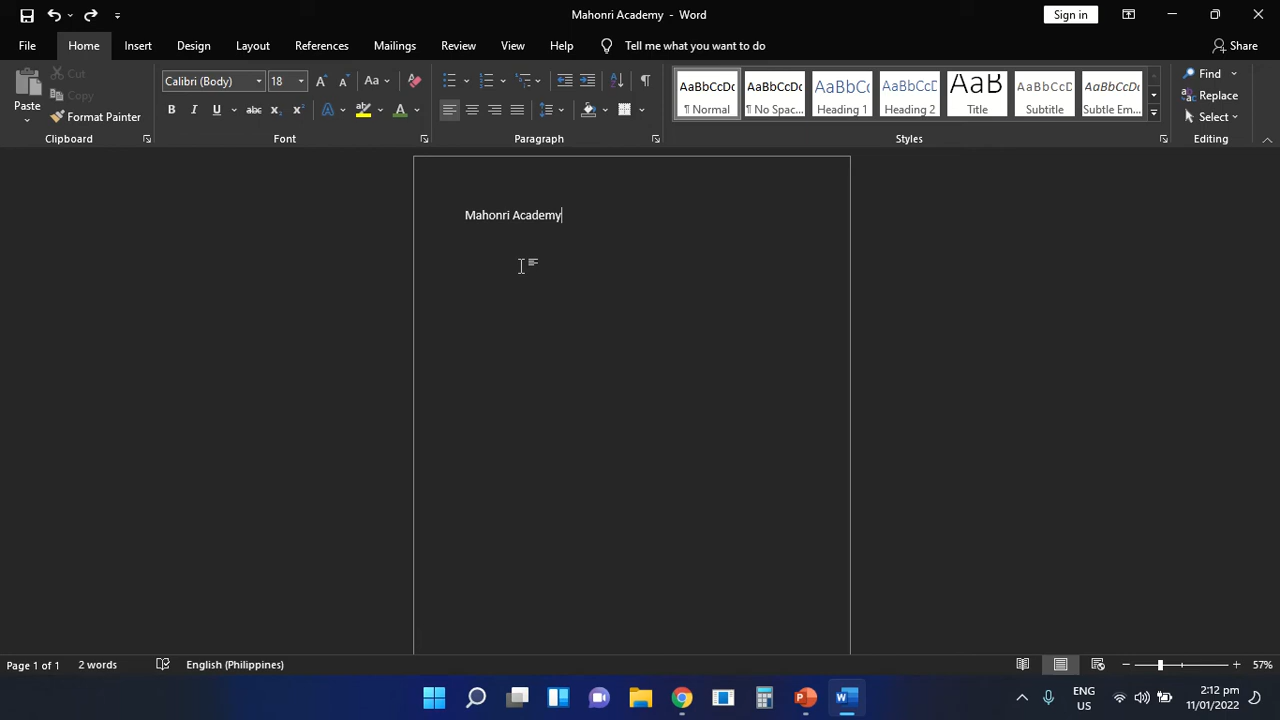 Mahonri Academy - Word
Sign in
File Home Insert Design Layout References Mailings Review View Help Tell me what you want to do Share
Paste
Cut
Copy
Format Painter
Clipboard
Calibri (Body) 18
Font
Paragraph
AaBbCcDc AaBbCcDc AaBbCcD AaBbCcD AaB AaBbCcD AaBbCcDc
¶ Normal ¶ No Spac... Heading 1 Heading 2 Title Subtitle Subtle Em...
Styles
Find
Replace
Select
Editing
Mahonri Academy
Page 1 of 1 2 words English (Philippines) 57%
ENG
US
2:12 pm
11/01/2022